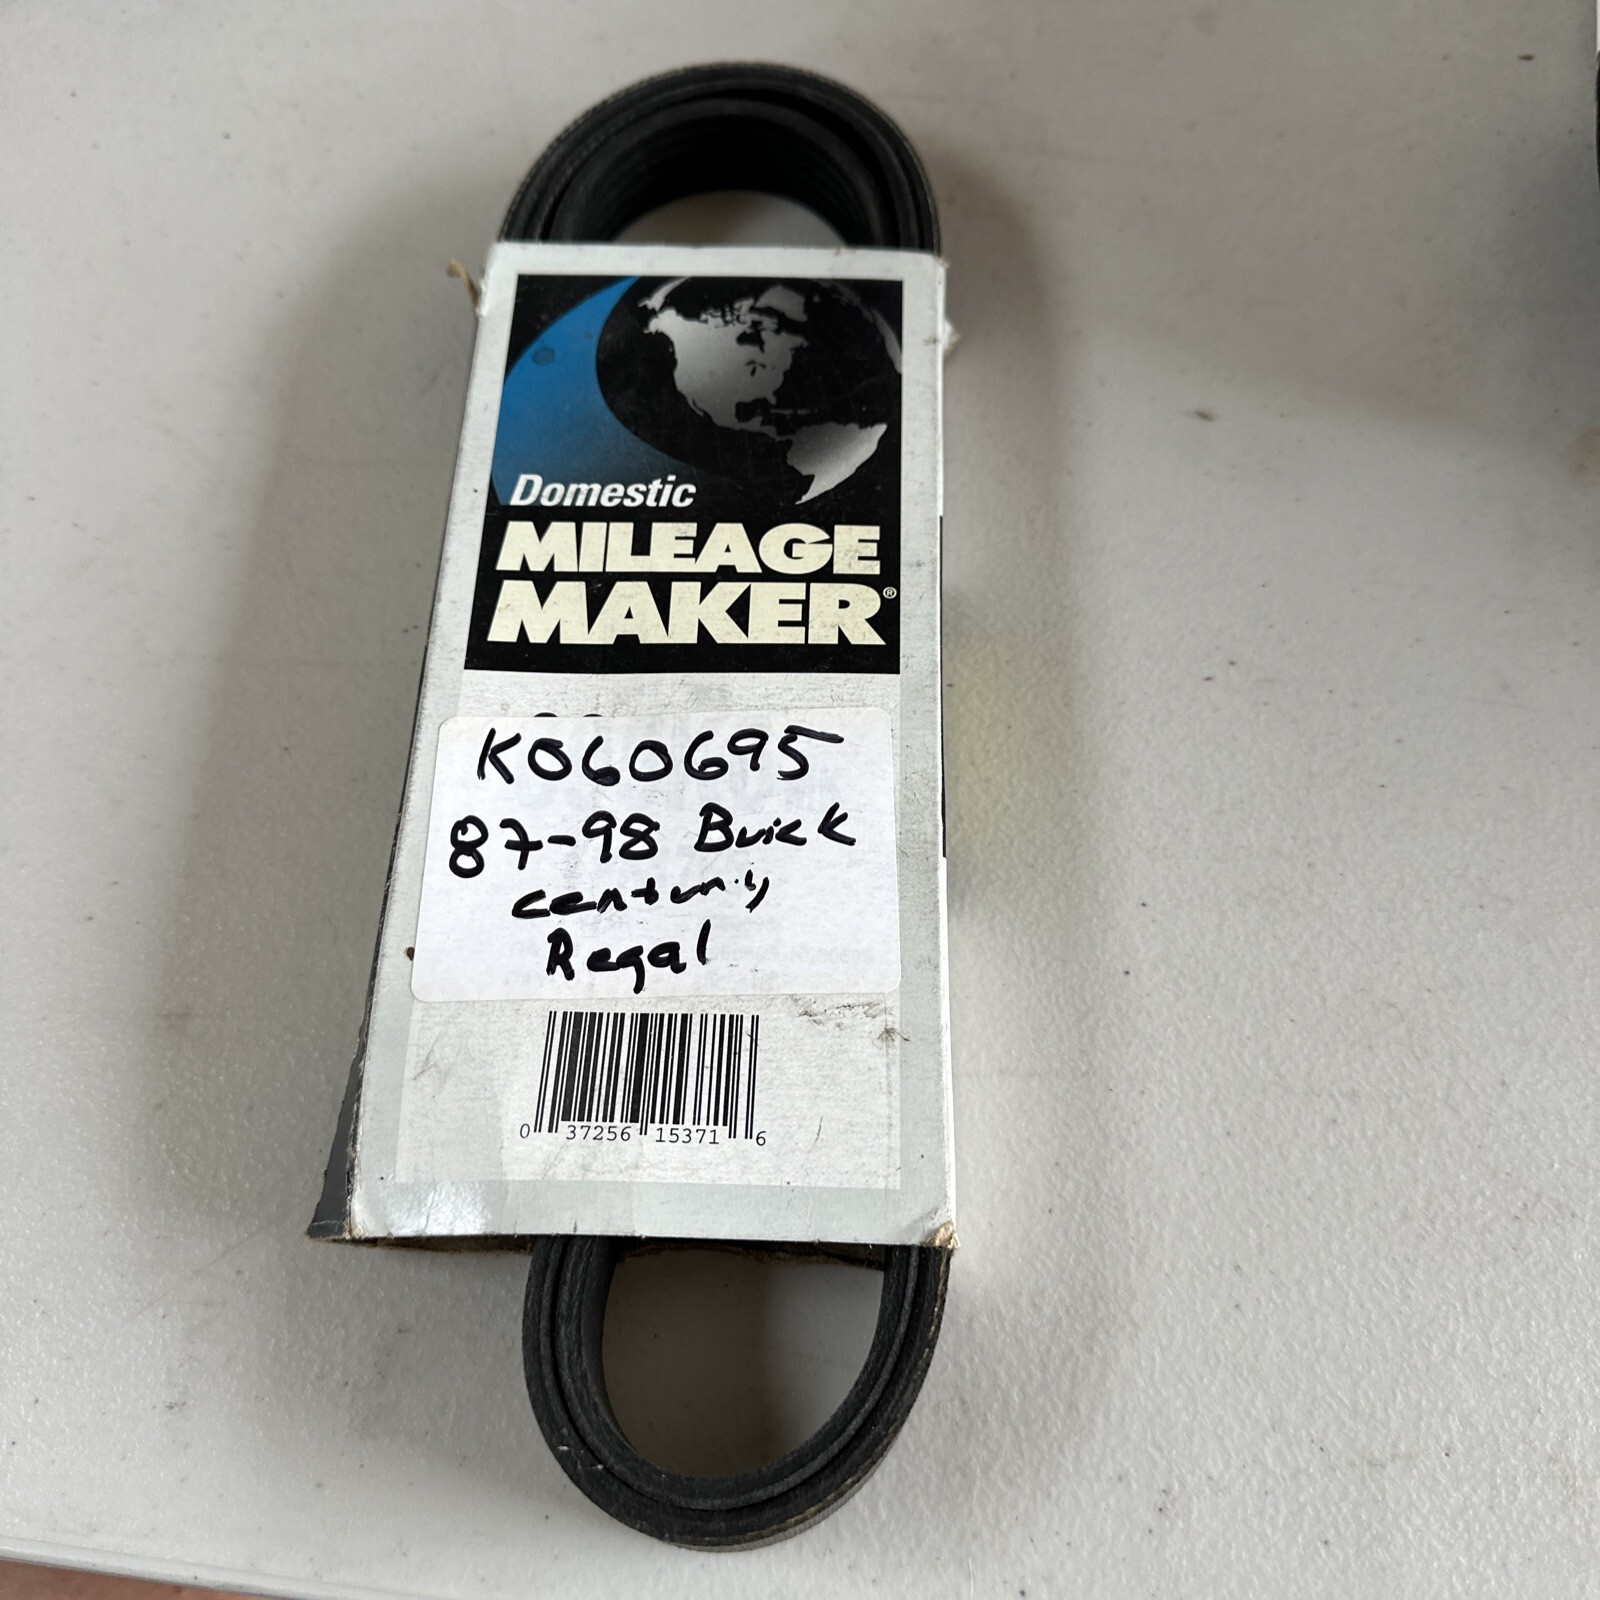 Domestic
MILEAGE
MAKER®
K060695
87-98 Buick
century
Regal
0 37256 15371 6